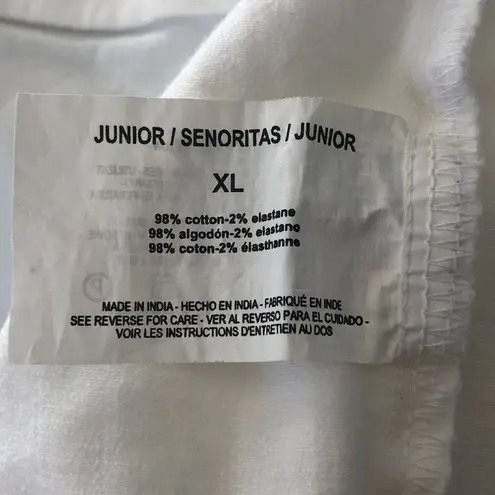 JUNIOR / SENORITAS / JUNIOR
XL
98% cotton-2% elastane
98% algodón-2% elastane
98% coton-2% élasthanne
MADE IN INDIA - HECHO EN INDIA - FABRIQUÉ EN INDE
SEE REVERSE FOR CARE - VER AL REVERSO PARA EL CUIDADO -
VOIR LES INSTRUCTIONS D'ENTRETIEN AU DOS